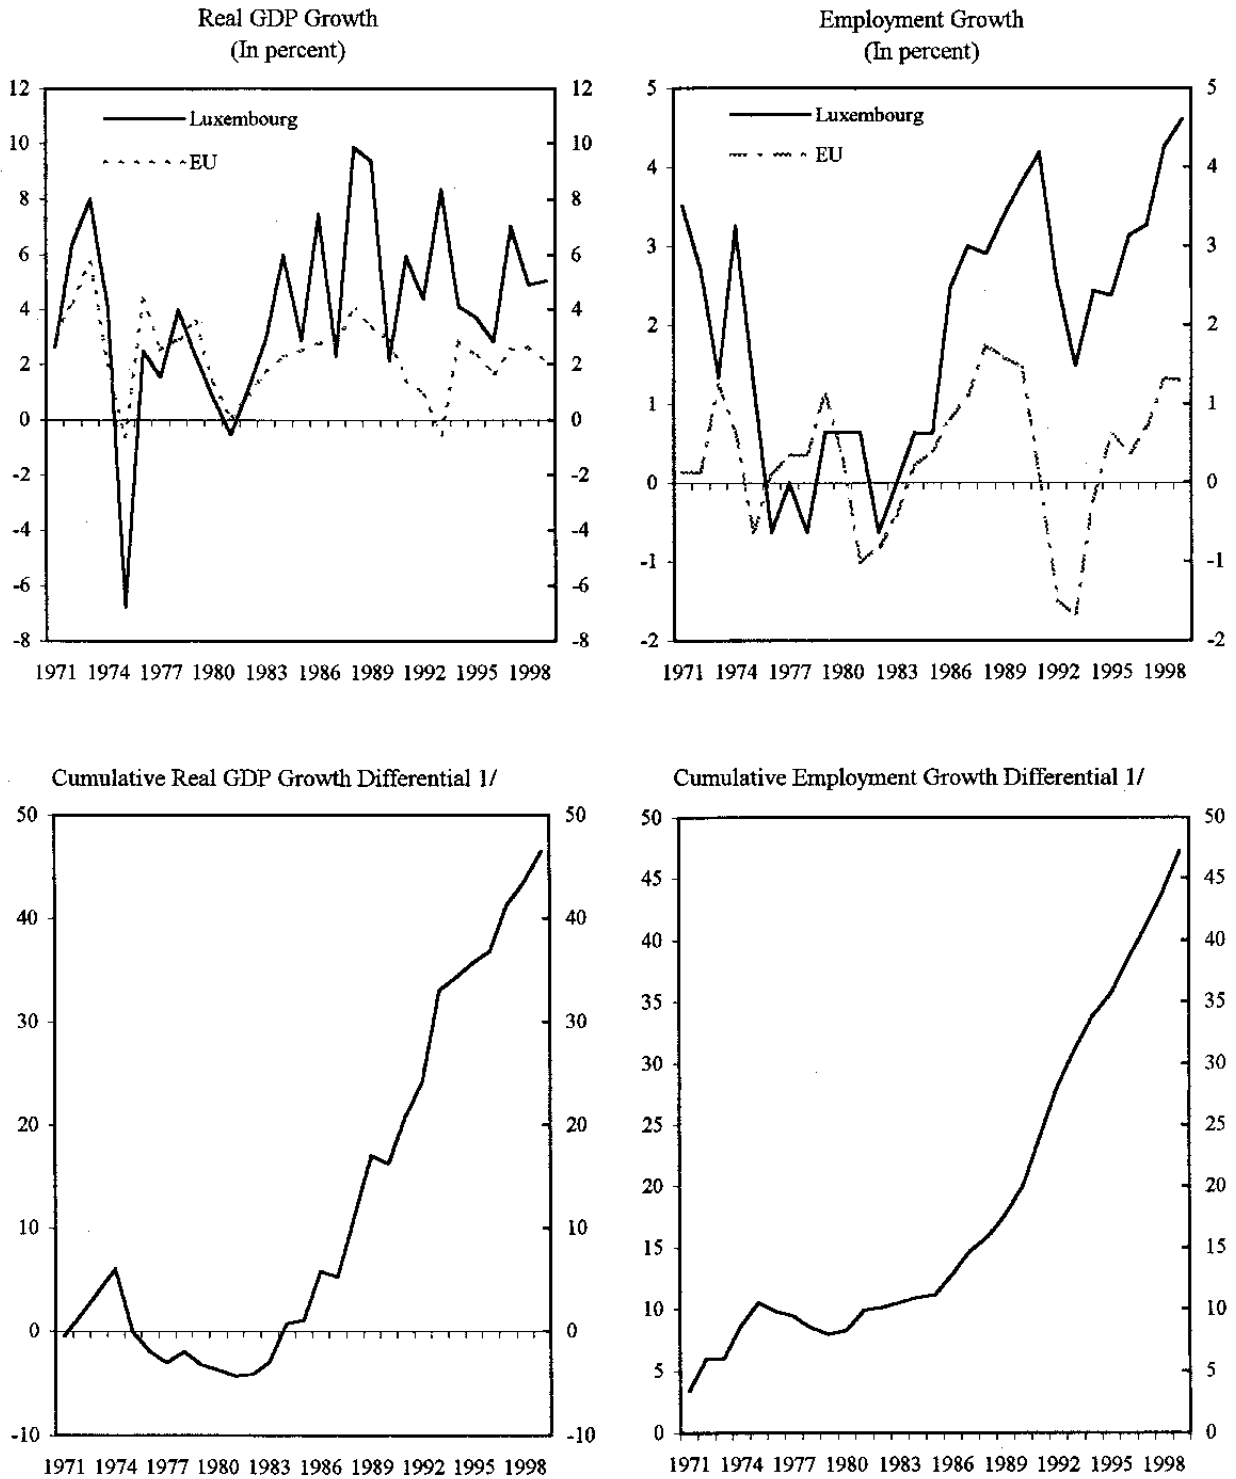 Real GDP Growth
(In percent)
12 12
Luxembourg
10 10
EU
8 8
6 6
4 4
2 2
0 0
-2 -2
-4 -4
-6 -6
-8 -8
1971 1974 1977 1980 1983 1986 1989 1992 1995 1998
Employment Growth
(In percent)
5 5
Luxembourg
EU
4 4
3 3
2 2
1 1
0 0
-1 -1
-2 -2
1971 1974 1977 1980 1983 1986 1989 1992 1995 1998
Cumulative Real GDP Growth Differential 1/
50 50
40 40
30 30
20 20
10 10
0 0
-10 -10
1971 1974 1977 1980 1983 1986 1989 1992 1995 1998
Cumulative Employment Growth Differential 1/
50 50
45 45
40 40
35 35
30 30
25 25
20 20
15 15
10 10
5 5
0 0
1971 1974 1977 1980 1983 1986 1989 1992 1995 1998